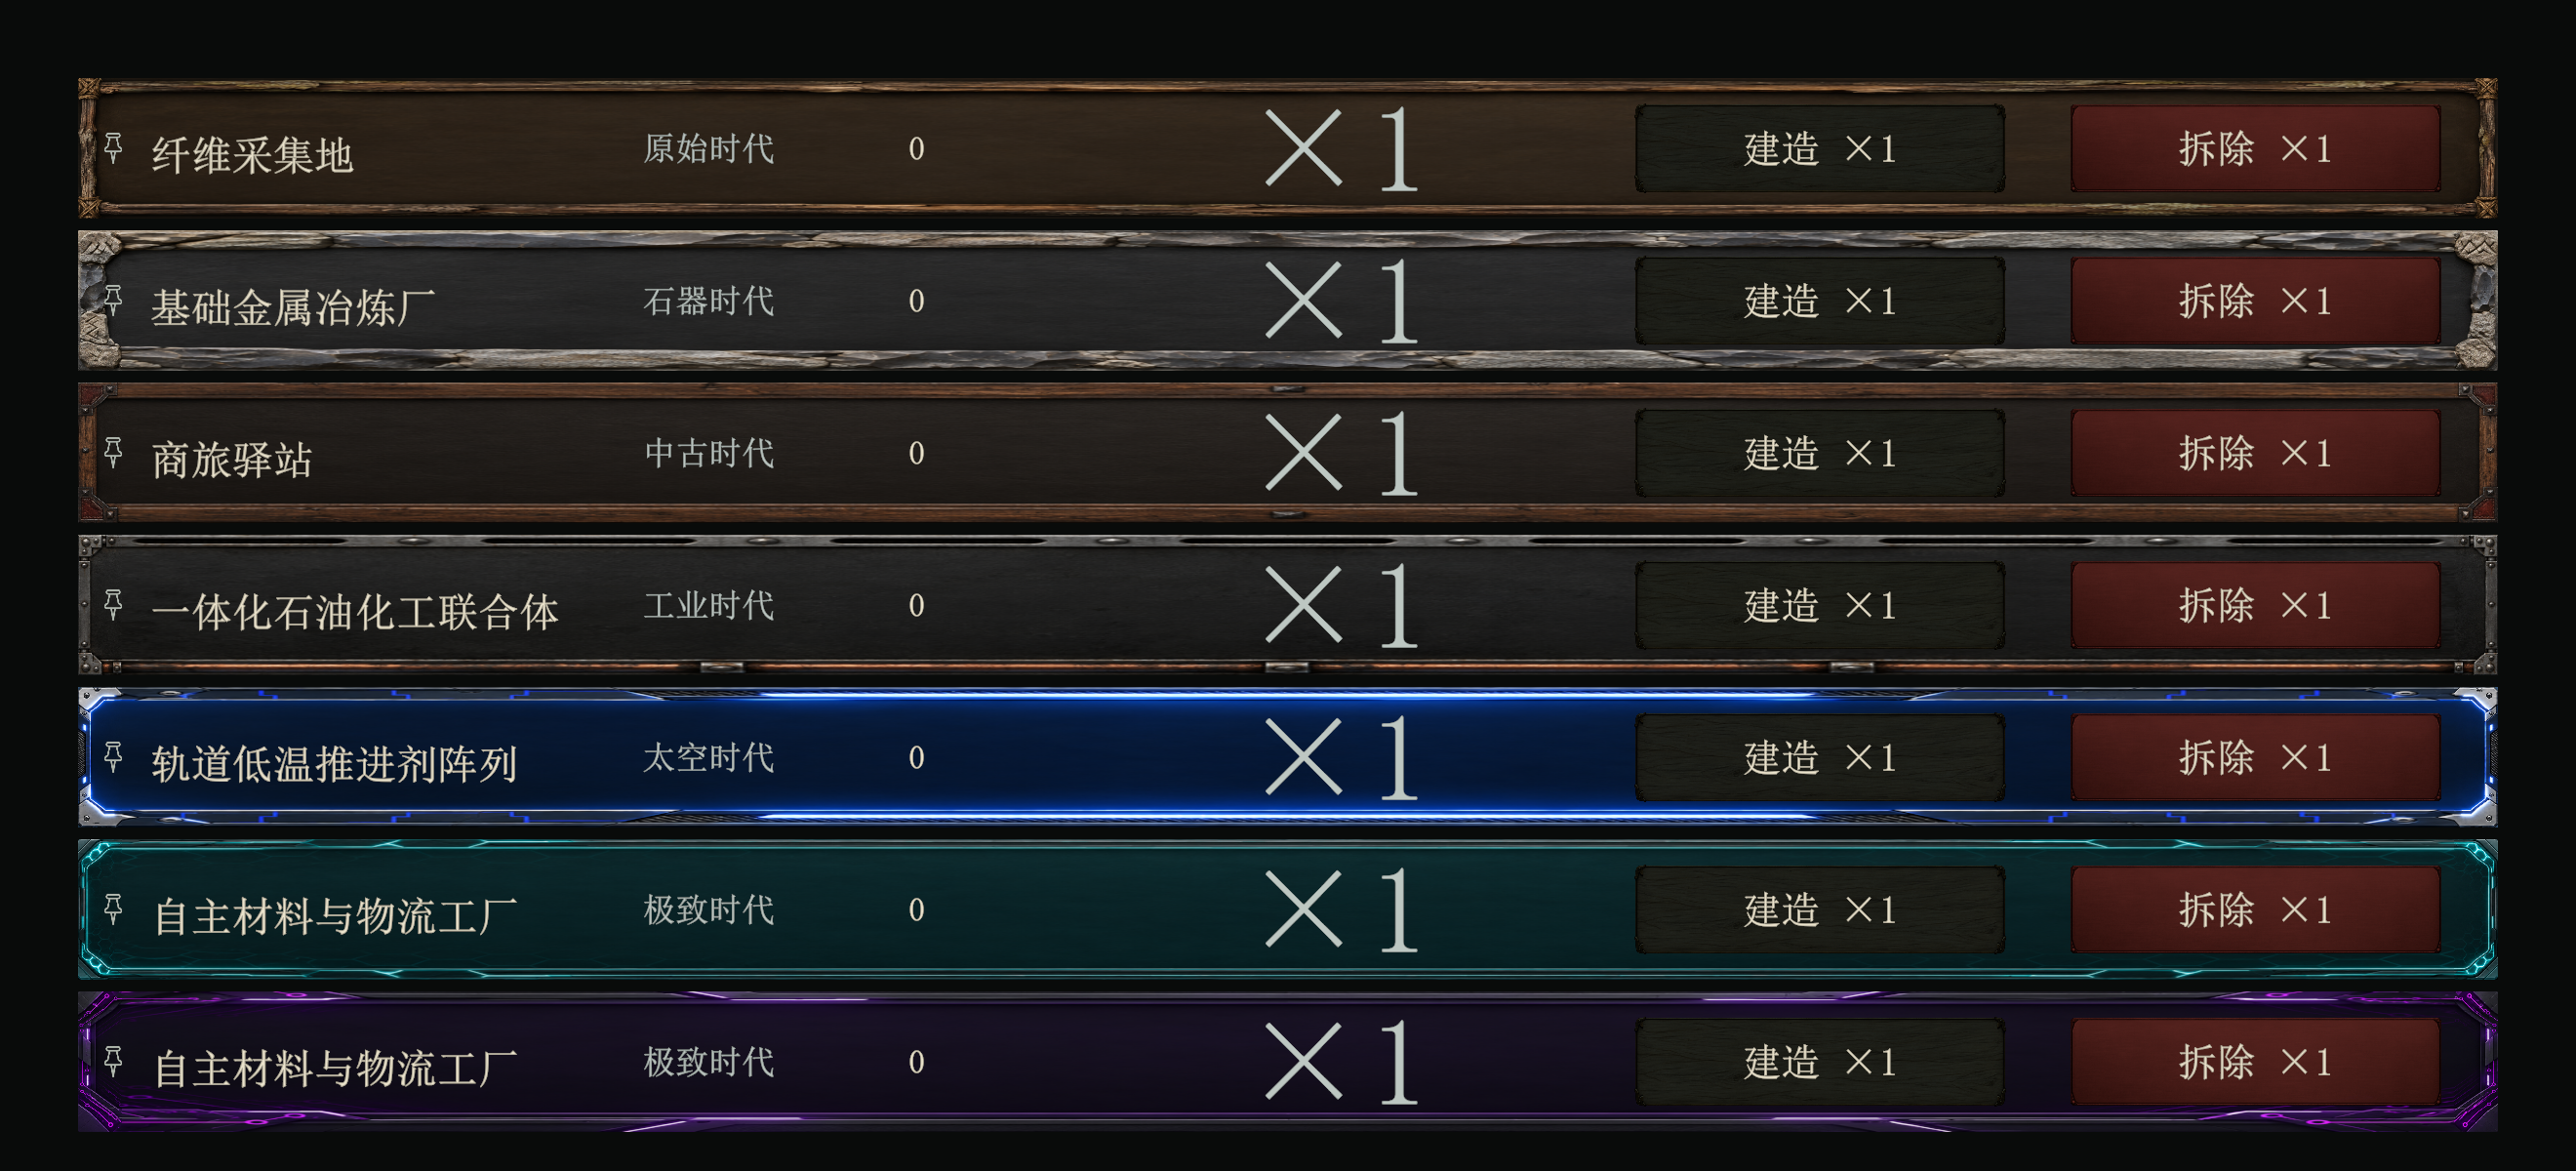 纤维采集地 原始时代 0 ×1 建造 ×1 拆除 ×1
基础金属冶炼厂 石器时代 0 ×1 建造 ×1 拆除 ×1
商旅驿站 中古时代 0 ×1 建造 ×1 拆除 ×1
一体化石油化工联合体 工业时代 0 ×1 建造 ×1 拆除 ×1
轨道低温推进剂阵列 太空时代 0 ×1 建造 ×1 拆除 ×1
自主材料与物流工厂 极致时代 0 ×1 建造 ×1 拆除 ×1
自主材料与物流工厂 极致时代 0 ×1 建造 ×1 拆除 ×1